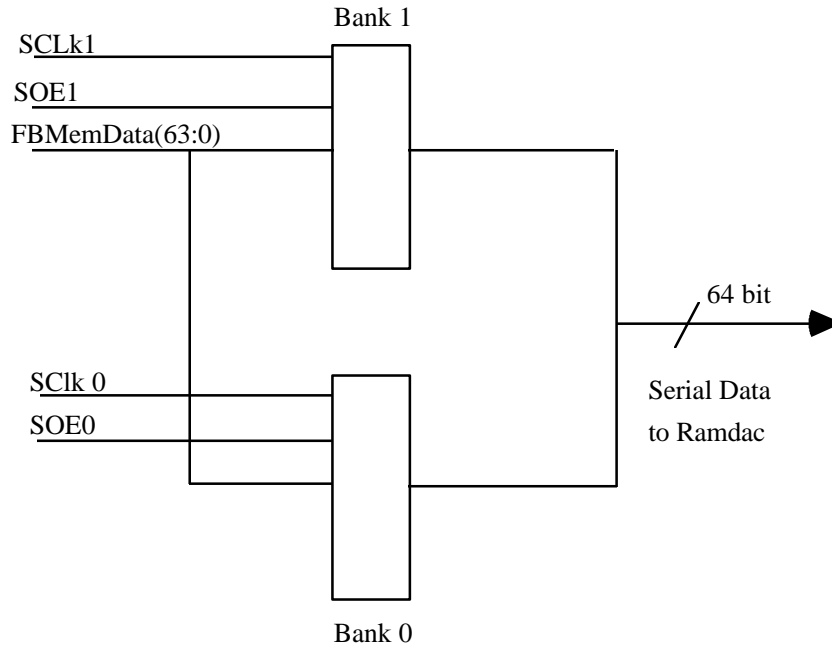 Bank 1
SCLk1
SOE1
FBMemData(63:0)
64 bit
SClk 0
SOE0
Serial Data
to Ramdac
Bank 0